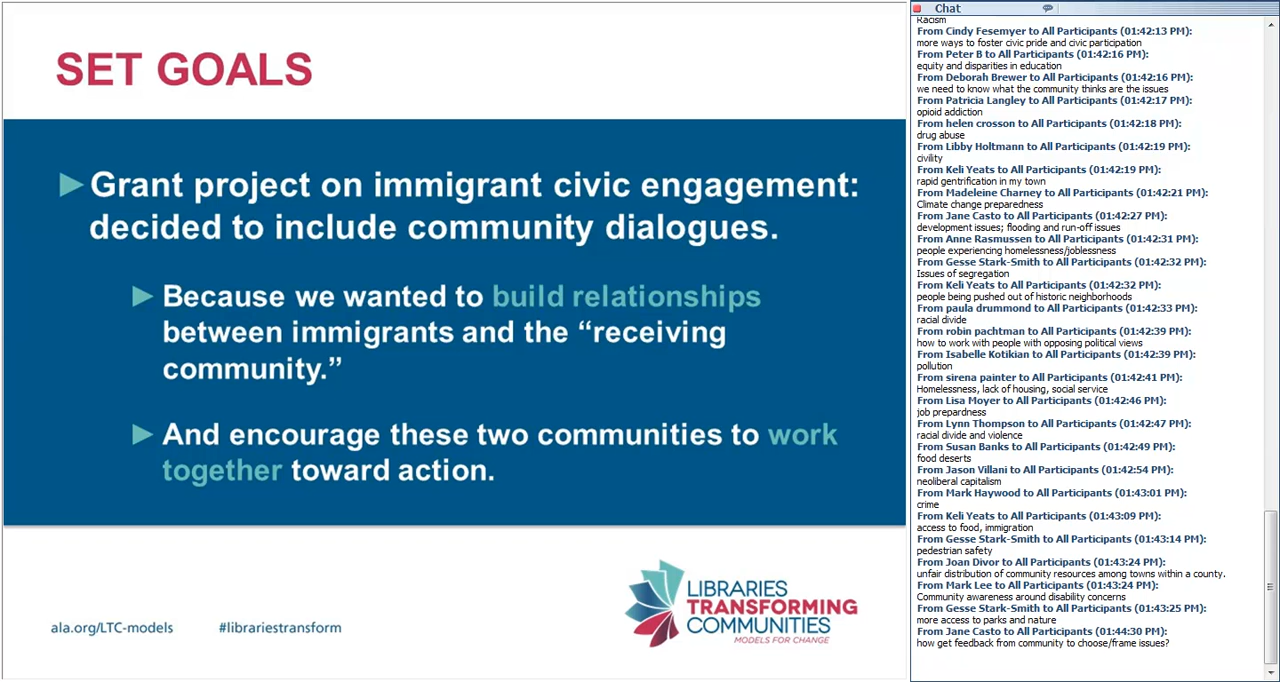 SET GOALS
Grant project on immigrant civic engagement:
decided to include community dialogues.
Because we wanted to build relationships
between immigrants and the “receiving
community.”
And encourage these two communities to work
together toward action.
ala.org/LTC-models
#librariestransform
LIBRARIES
TRANSFORMING
COMMUNITIES
MODELS FOR CHANGE
Chat
Racism
From Cindy Fesemyer to All Participants (01:42:13 PM):
more ways to foster civic pride and civic participation
From Peter B to All Participants (01:42:16 PM):
equity and disparities in education
From Deborah Brewer to All Participants (01:42:16 PM):
we need to know what the community thinks are the issues
From Patricia Langley to All Participants (01:42:17 PM):
opioid addiction
From helen crosson to All Participants (01:42:18 PM):
drug abuse
From Libby Holtmann to All Participants (01:42:19 PM):
civility
From Keli Yeats to All Participants (01:42:19 PM):
rapid gentrification in my town
From Madeleine Charney to All Participants (01:42:21 PM):
Climate change preparedness
From Jane Casto to All Participants (01:42:27 PM):
development issues; flooding and run-off issues
From Anne Rasmussen to All Participants (01:42:31 PM):
people experiencing homelessness/joblessness
From Gesse Stark-Smith to All Participants (01:42:32 PM):
Issues of segregation
From Keli Yeats to All Participants (01:42:32 PM):
people being pushed out of historic neighborhoods
From paula drummond to All Participants (01:42:33 PM):
racial divide
From robin pachtman to All Participants (01:42:39 PM):
how to work with people with opposing political views
From Isabelle Kotikian to All Participants (01:42:39 PM):
pollution
From sirena painter to All Participants (01:42:41 PM):
Homelessness, lack of housing, social service
From Lisa Moyer to All Participants (01:42:46 PM):
job prepardness
From Lynn Thompson to All Participants (01:42:47 PM):
racial divide and violence
From Susan Banks to All Participants (01:42:49 PM):
food deserts
From Jason Villani to All Participants (01:42:54 PM):
neoliberal capitalism
From Mark Haywood to All Participants (01:43:01 PM):
crime
From Keli Yeats to All Participants (01:43:09 PM):
access to food, immigration
From Gesse Stark-Smith to All Participants (01:43:14 PM):
pedestrian safety
From Joan Divor to All Participants (01:43:24 PM):
unfair distribution of community resources among towns within a county.
From Mark Lee to All Participants (01:43:24 PM):
Community awareness around disability concerns
From Gesse Stark-Smith to All Participants (01:43:25 PM):
more access to parks and nature
From Jane Casto to All Participants (01:44:30 PM):
how get feedback from community to choose/frame issues?